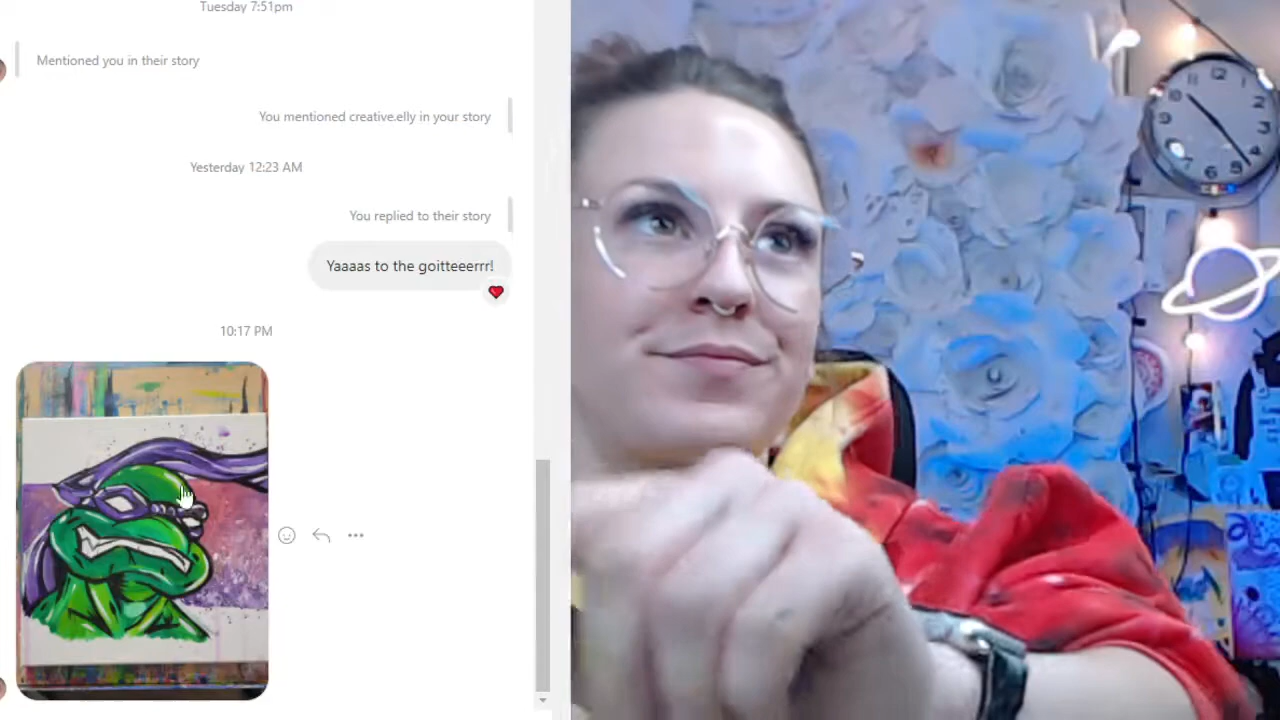 Tuesday 7:51pm
Mentioned you in their story
You mentioned creative.elly in your story
Yesterday 12:23 AM
You replied to their story
Yaaaas to the goitteeerrr!
10:17 PM